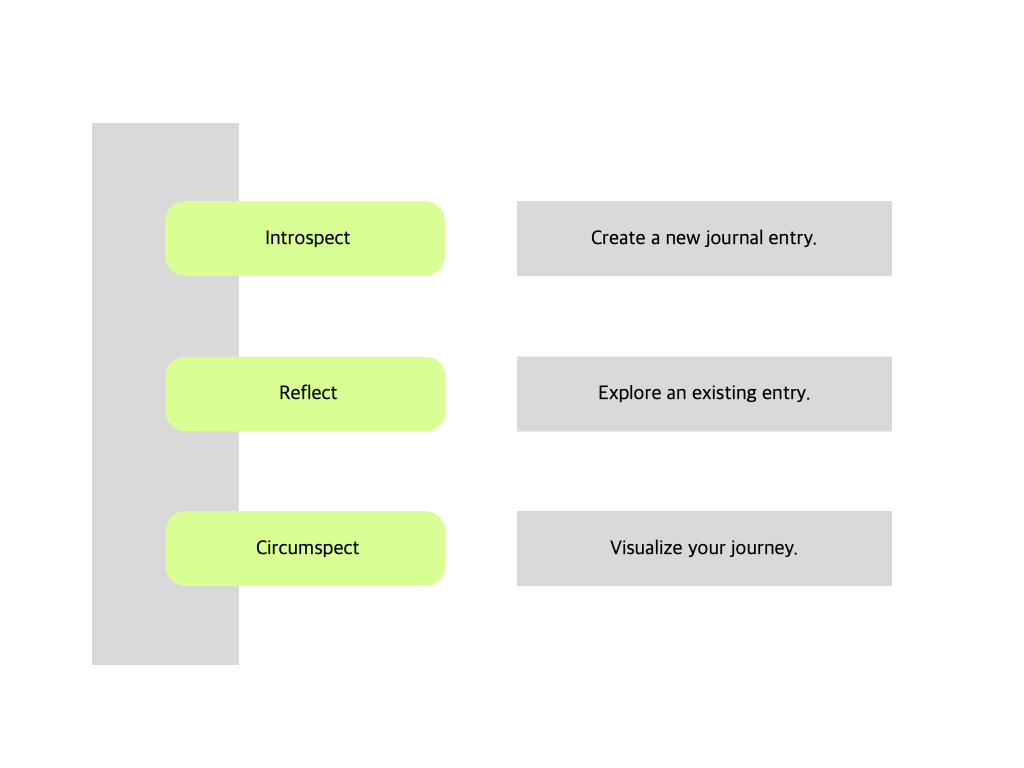 Introspect
Create a new journal entry.
Reflect
Explore an existing entry.
Circumspect
Visualize your journey.